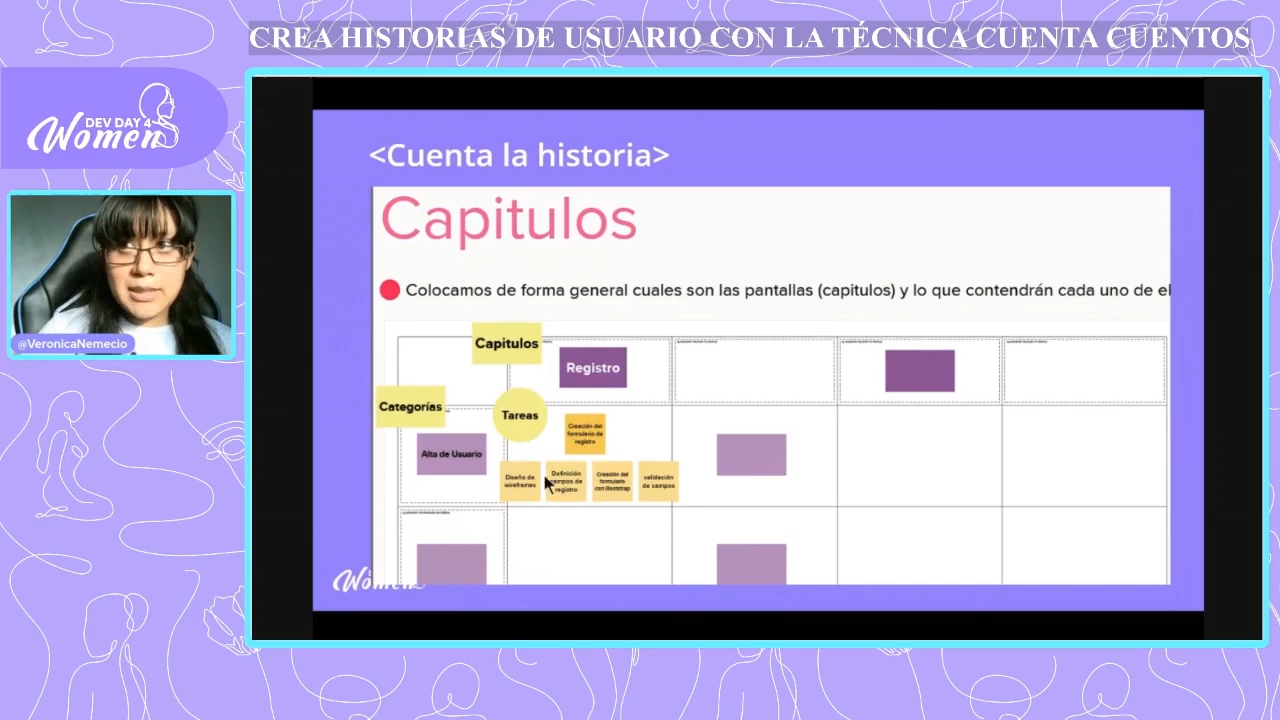 CREA HISTORIAS DE USUARIO CON LA TÉCNICA CUENTA CUENTOS
DEV DAY 4
Women
@VeronicaNemecio
<Cuenta la historia>
Capitulos
Colocamos de forma general cuales son las pantallas (capitulos) y lo que contendrán cada uno de el
Capitulos
Registro
Categorías
Tareas
Creación del
formulario de
registro
Alta de Usuario
Diseño de
wireframes
Definición
campos de
registro
Creación del
formulario
con Bootstrap
validación
de campos
Women